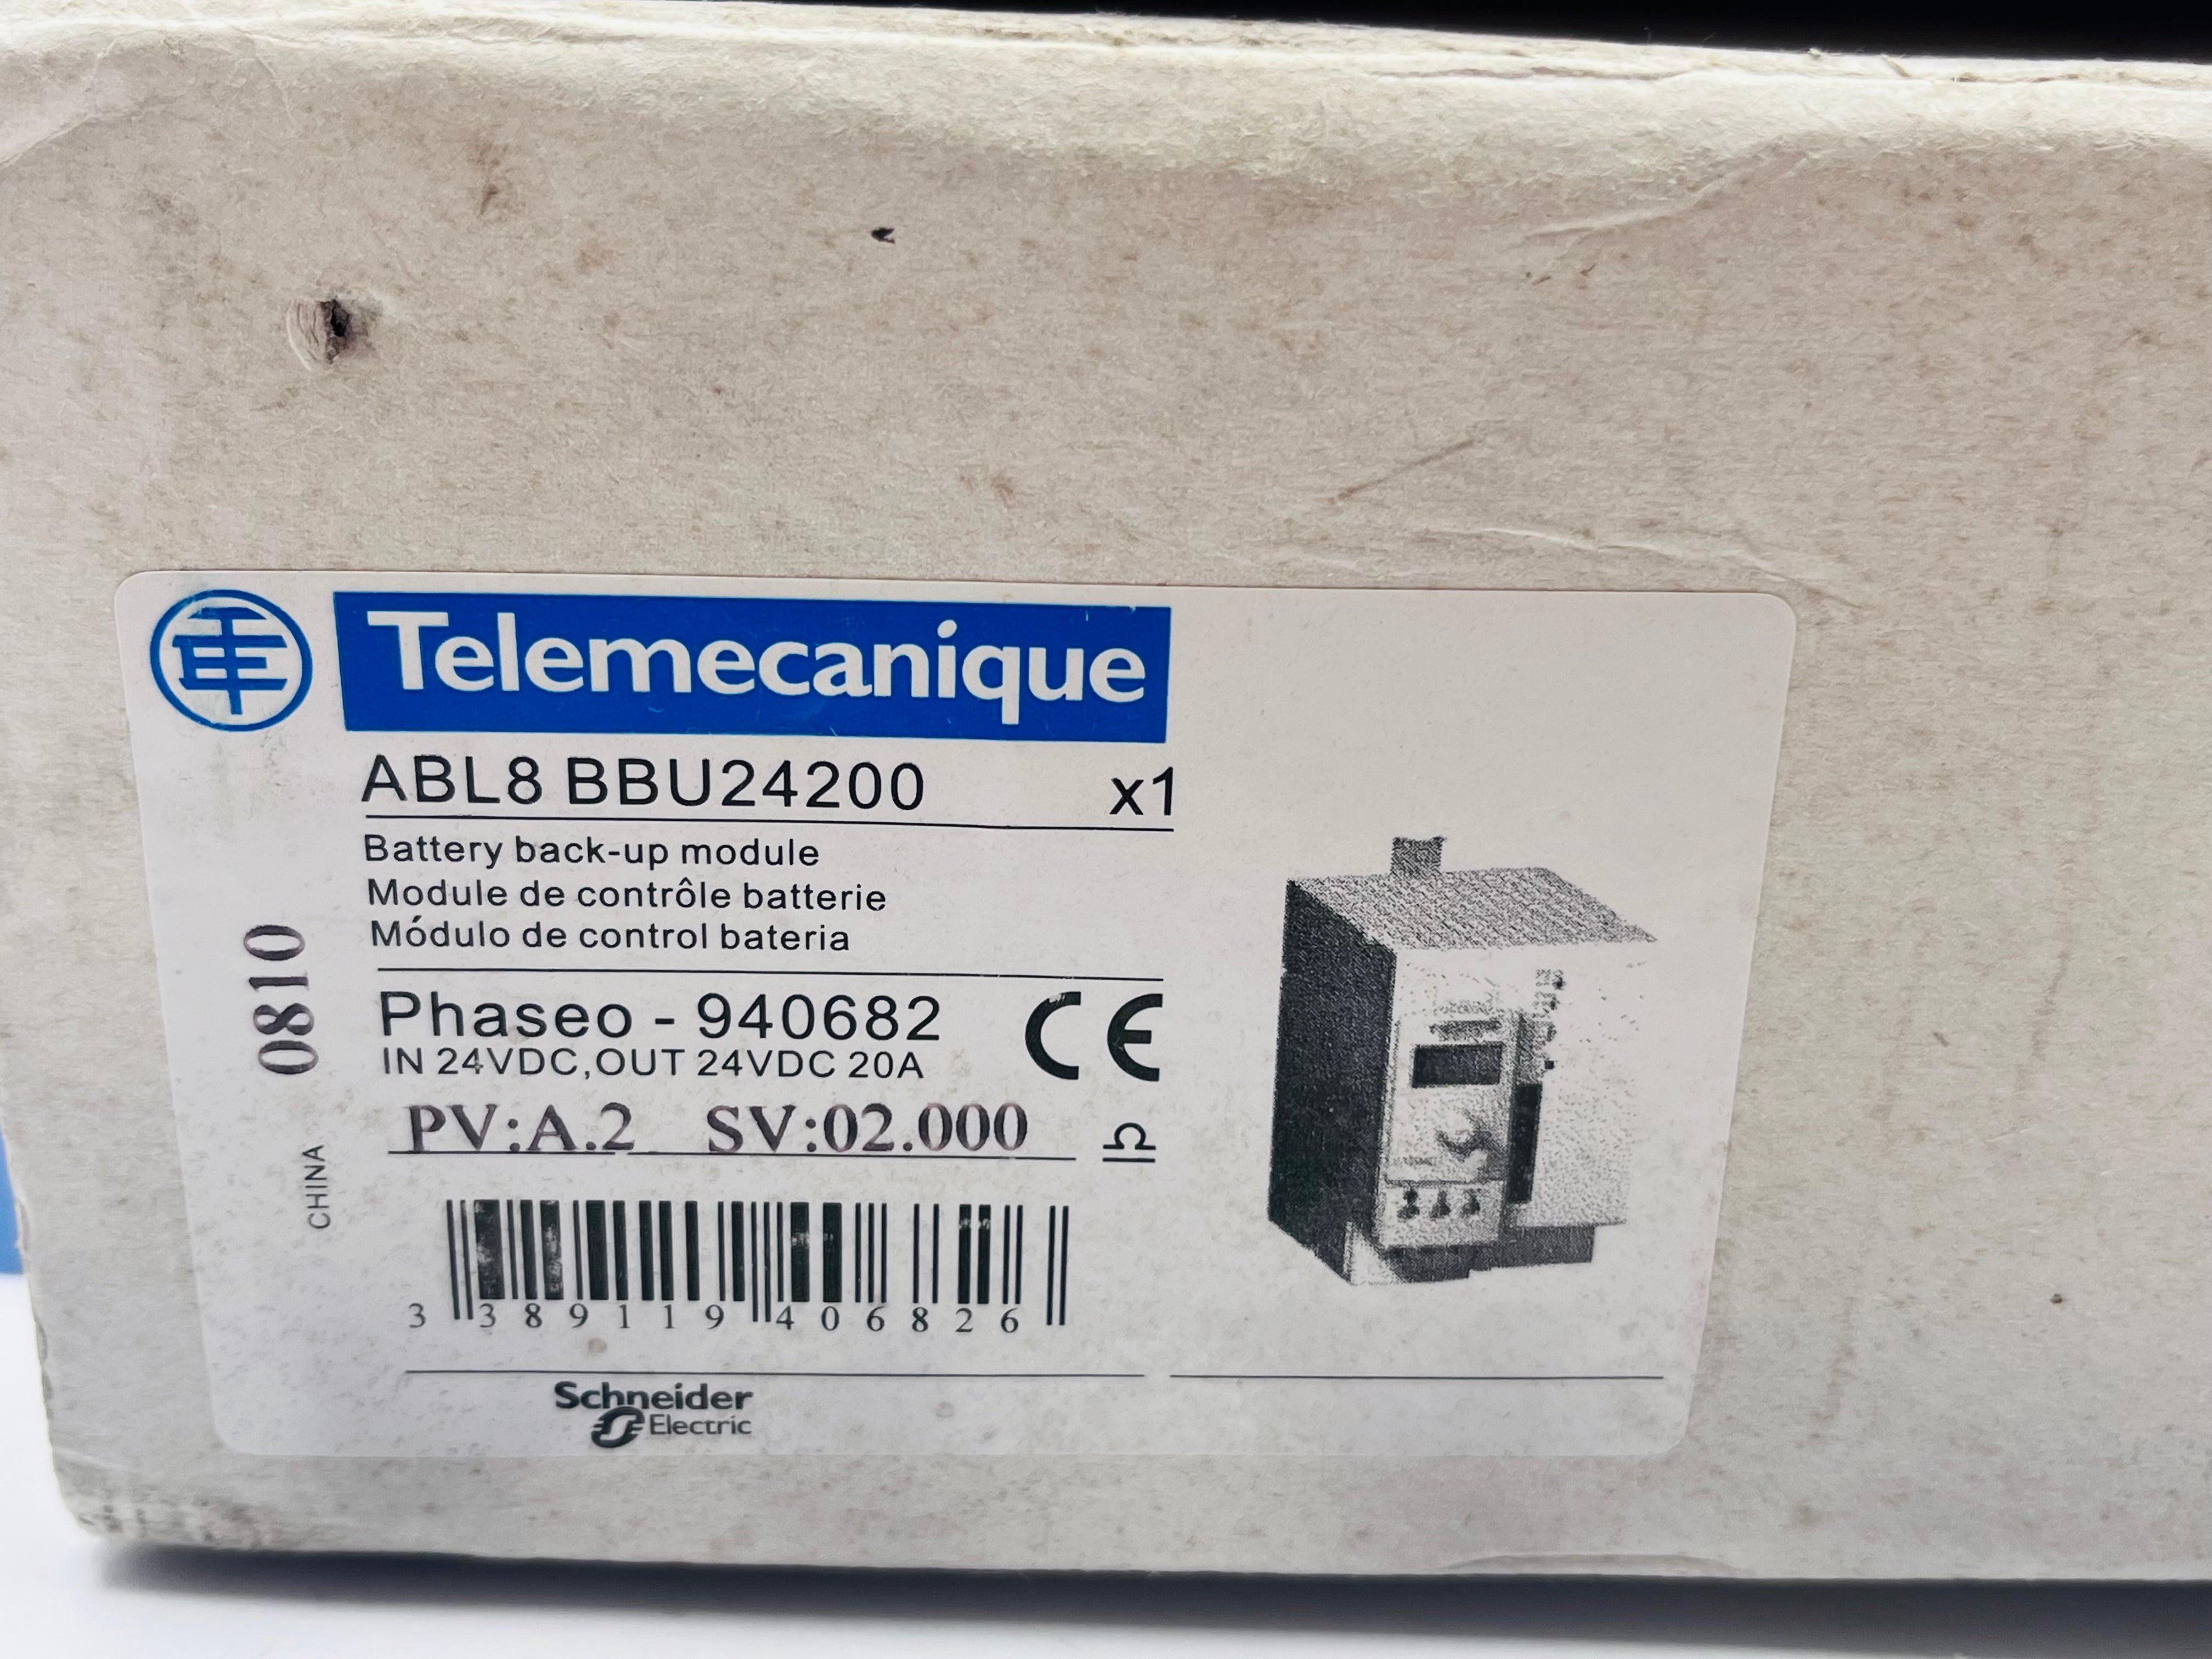 Telemecanique
ABL8 BBU24200 x1
Battery back-up module
Module de contrôle batterie
Módulo de control bateria
0810
Phaseo - 940682 CE
IN 24VDC,OUT 24VDC 20A
PV:A.2 SV:02.000
CHINA
3 389119 406826
Schneider
Electric